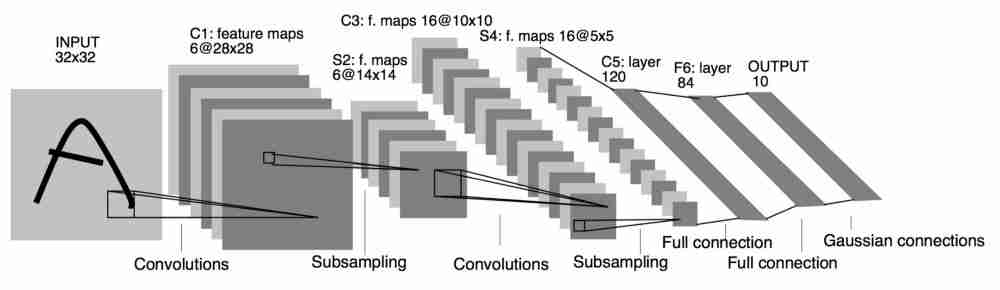 INPUT
32x32
C1: feature maps
6@28x28
S2: f. maps
6@14x14
C3: f. maps 16@10x10
S4: f. maps 16@5x5
C5: layer
120
F6: layer
84
OUTPUT
10
Convolutions
Subsampling
Convolutions
Subsampling
Full connection
Full connection
Gaussian connections